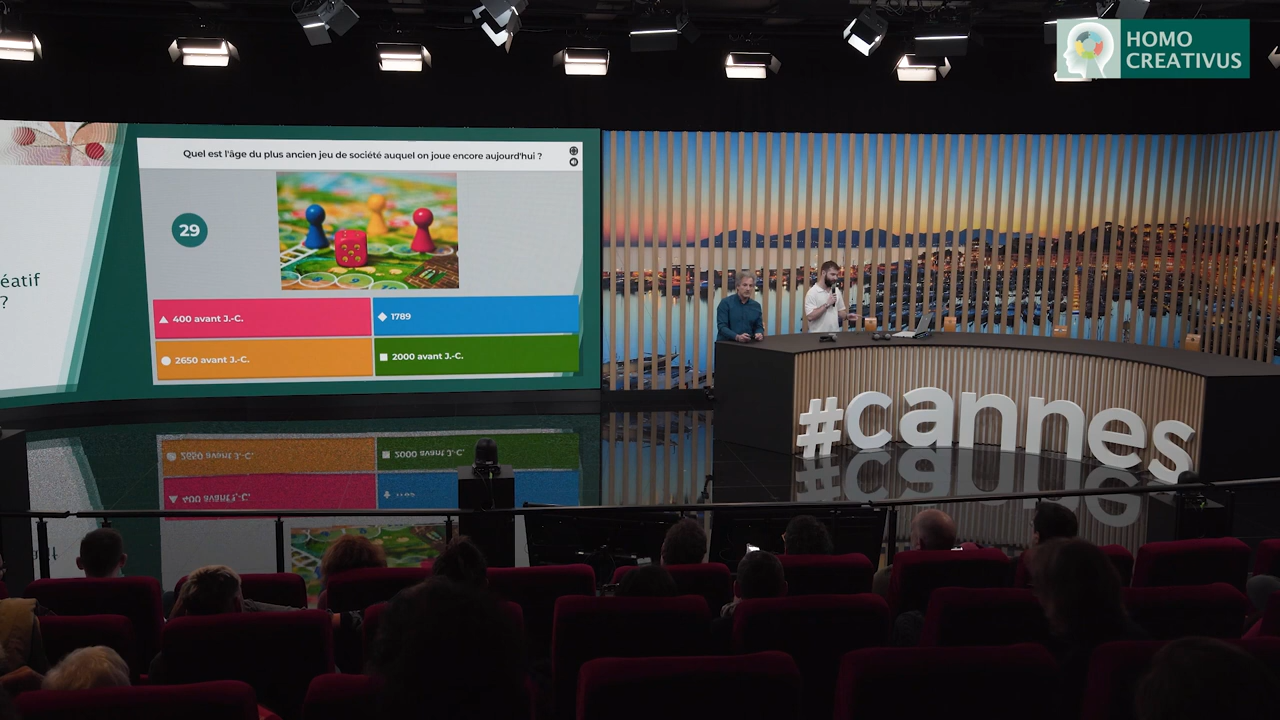 HOMO
CREATIVUS
Quel est l'âge du plus ancien jeu de société auquel on joue encore aujourd'hui ?
29
400 avant J.-C.
1789
2650 avant J.-C.
2000 avant J.-C.
éatif
?
#cannes